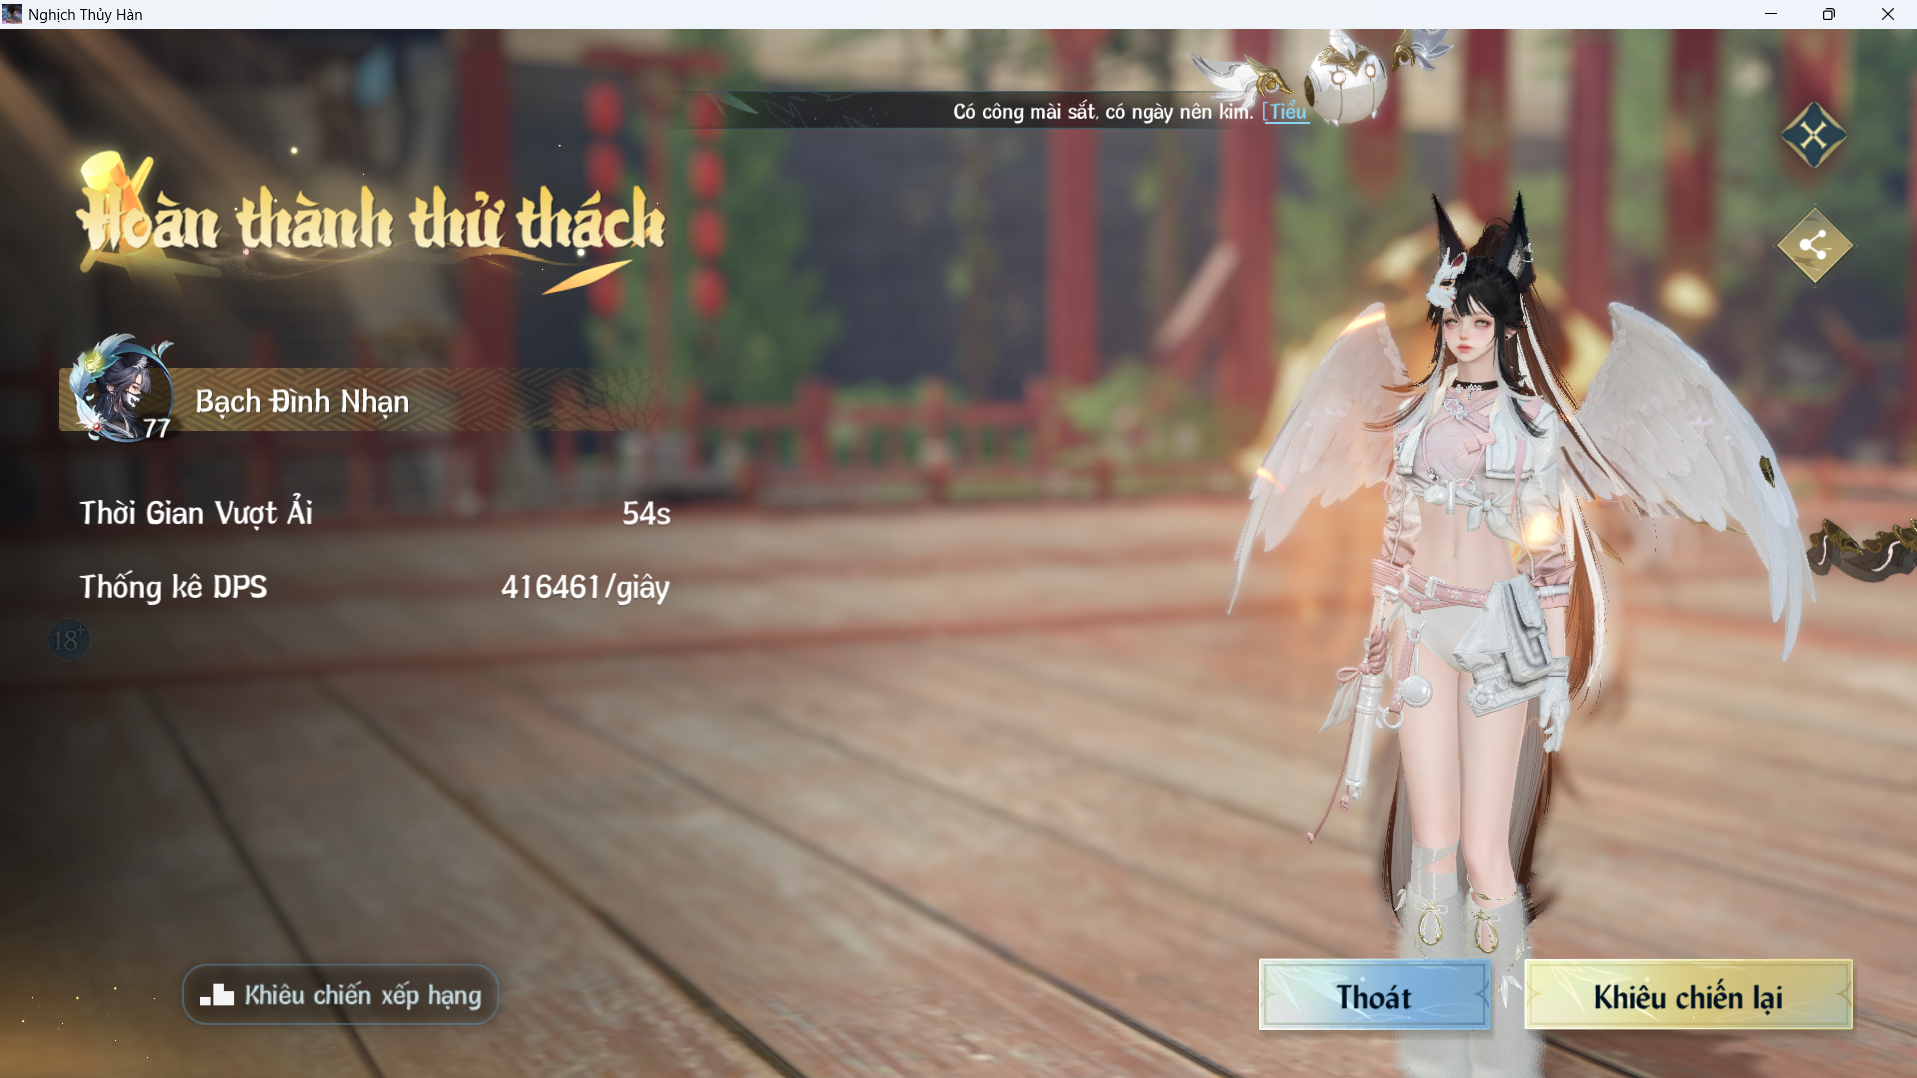 Nghịch Thủy Hàn
Có công mài sắt, có ngày nên kim. [Tiểu
Hoàn thành thử thách
77
Bạch Đình Nhạn
Thời Gian Vượt Ải 54s
Thống kê DPS 416461/giây
18+
Khiêu chiến xếp hạng
Thoát
Khiêu chiến lại